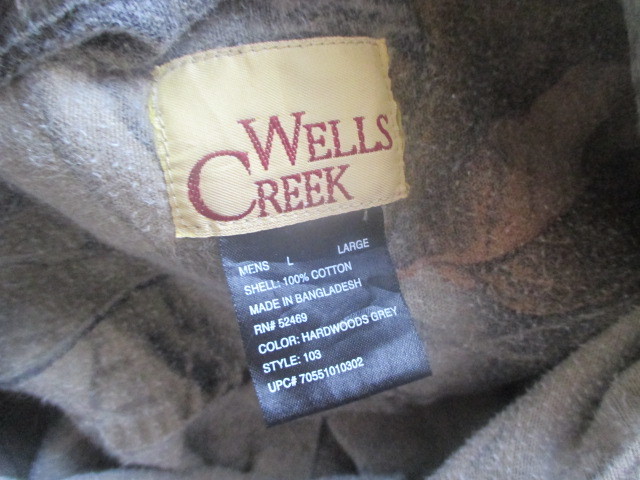 WELLS
CREEK
MENS L LARGE
SHELL: 100% COTTON
MADE IN BANGLADESH
RN# 52469
COLOR: HARDWOODS GREY
STYLE: 103
UPC# 70551010302